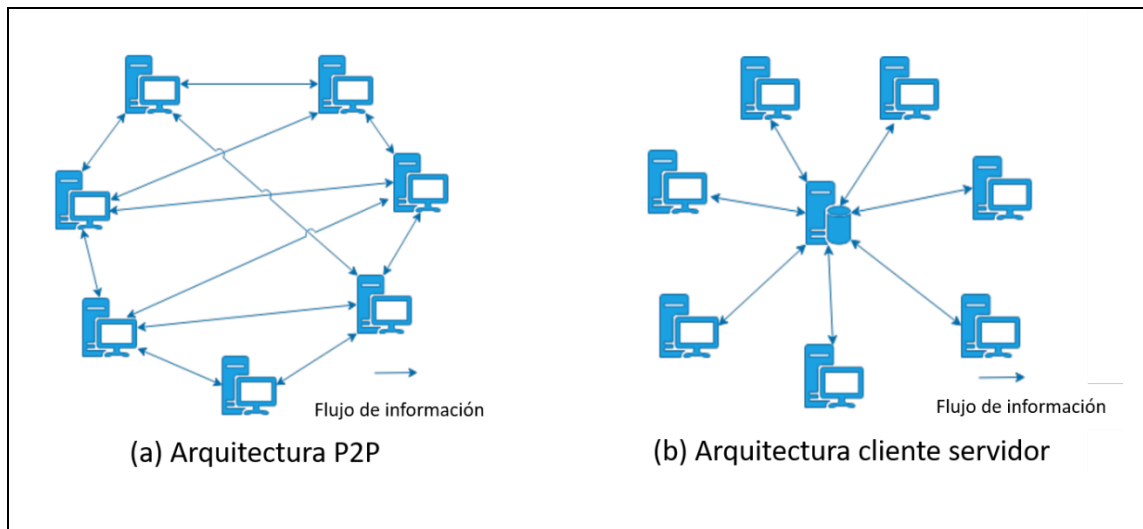 Flujo de información
(a) Arquitectura P2P
Flujo de información
(b) Arquitectura cliente servidor